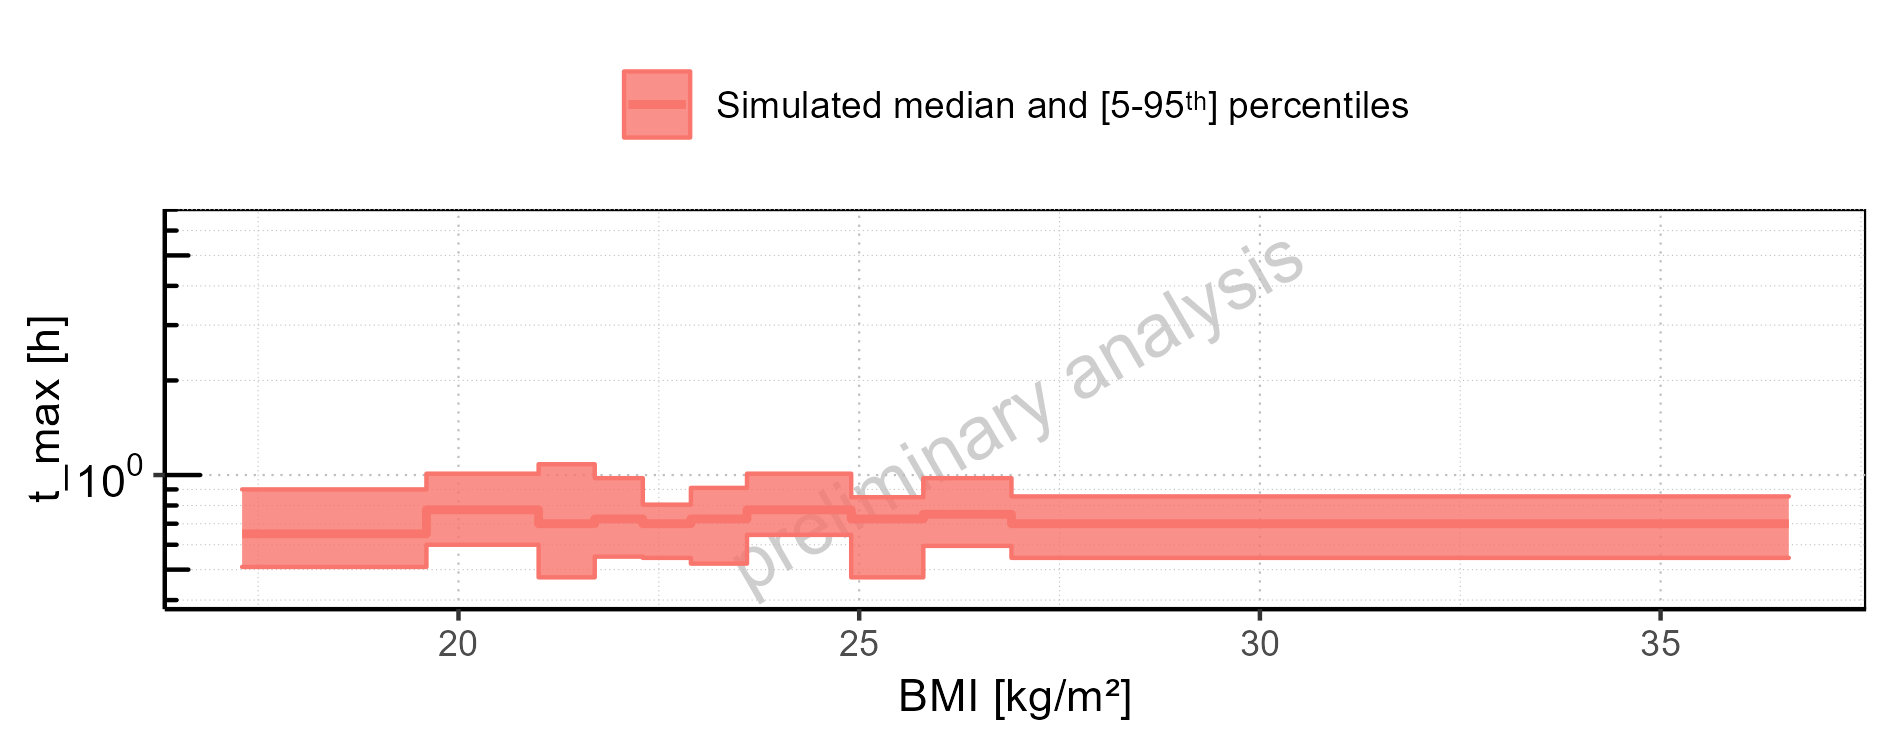 Simulated median and [5-95th] percentiles
t_max [h]
10⁰
preliminary analysis
20 25 30 35
BMI [kg/m²]